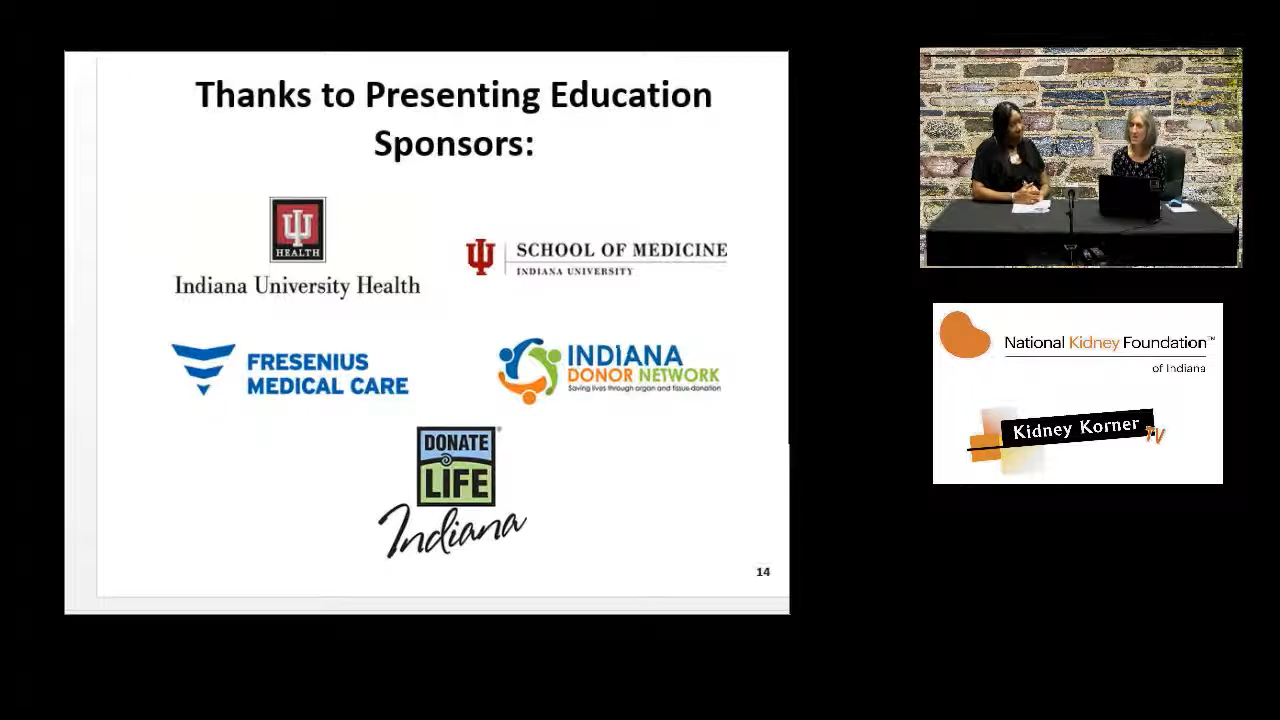 Thanks to Presenting Education
Sponsors:
HEALTH
Indiana University Health
SCHOOL OF MEDICINE
INDIANA UNIVERSITY
FRESENIUS
MEDICAL CARE
INDIANA
DONOR NETWORK
Saving lives through organ and tissue donation
DONATE
LIFE
®
Indiana
14
National Kidney Foundation™
of Indiana
Kidney Korner TV